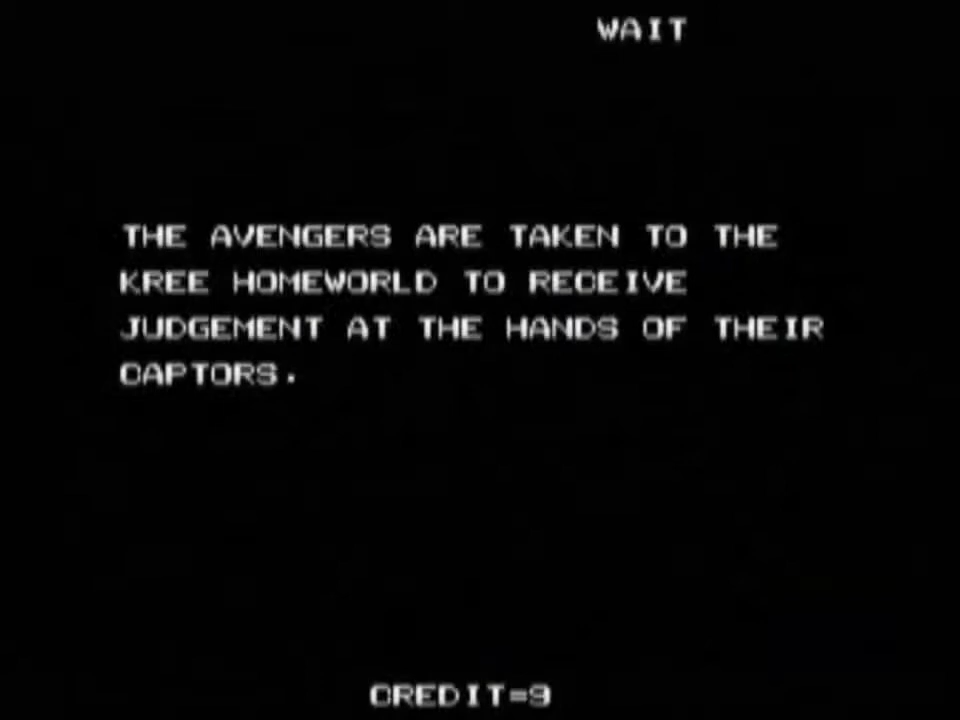 WAIT
THE AVENGERS ARE TAKEN TO THE
KREE HOMEWORLD TO RECEIVE
JUDGEMENT AT THE HANDS OF THEIR
CAPTORS.
CREDIT=9